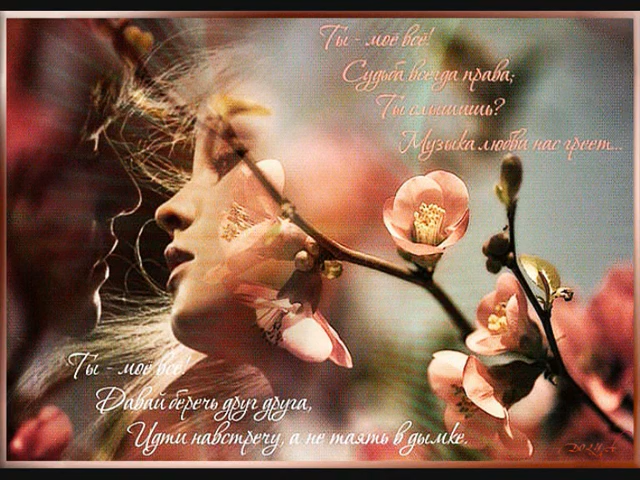 Ты - моё всё!
Судьба всегда права;
Ты слышишь?
Музыка любви нас греет...
Ты - моё всё!
Давай беречь друг друга,
Идти навстречу, а не таять в дымке.